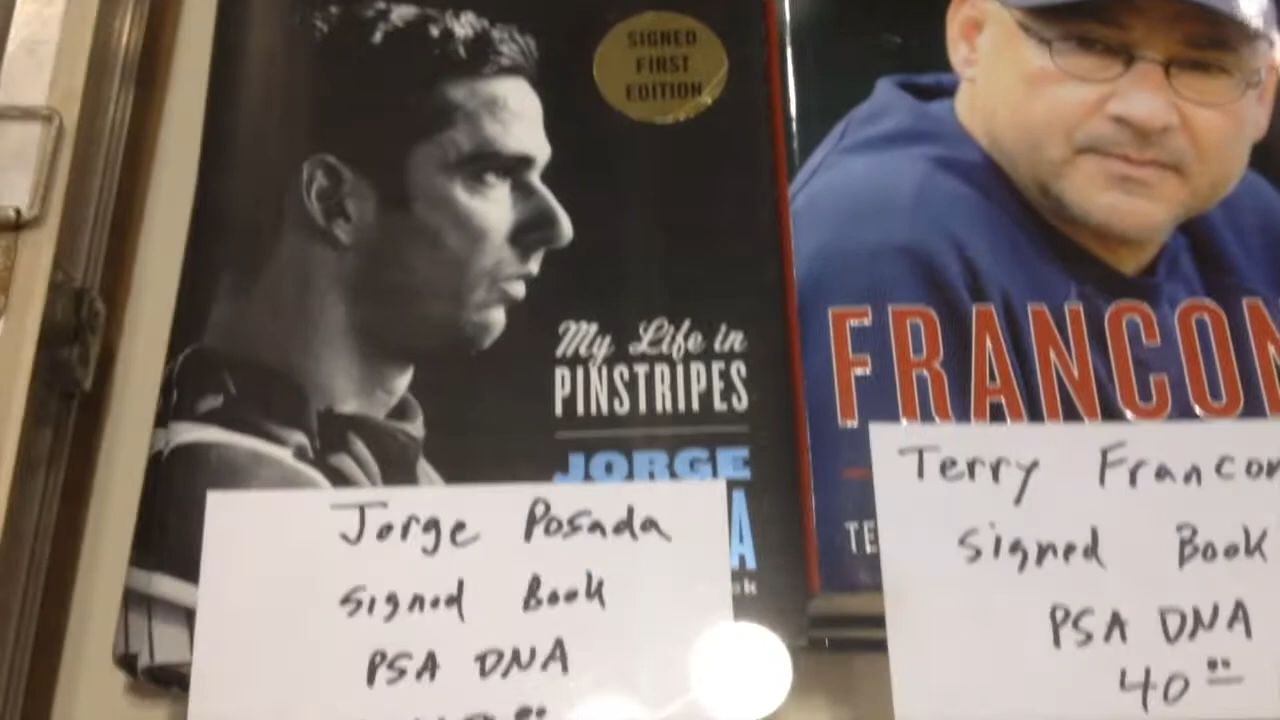 SIGNED
FIRST
EDITION
My Life in
PINSTRIPES
JORGE
A
Jorge Posada
Signed Book
PSA DNA
FRANCON
TE
Terry Francon
Signed Book
PSA DNA
40.00